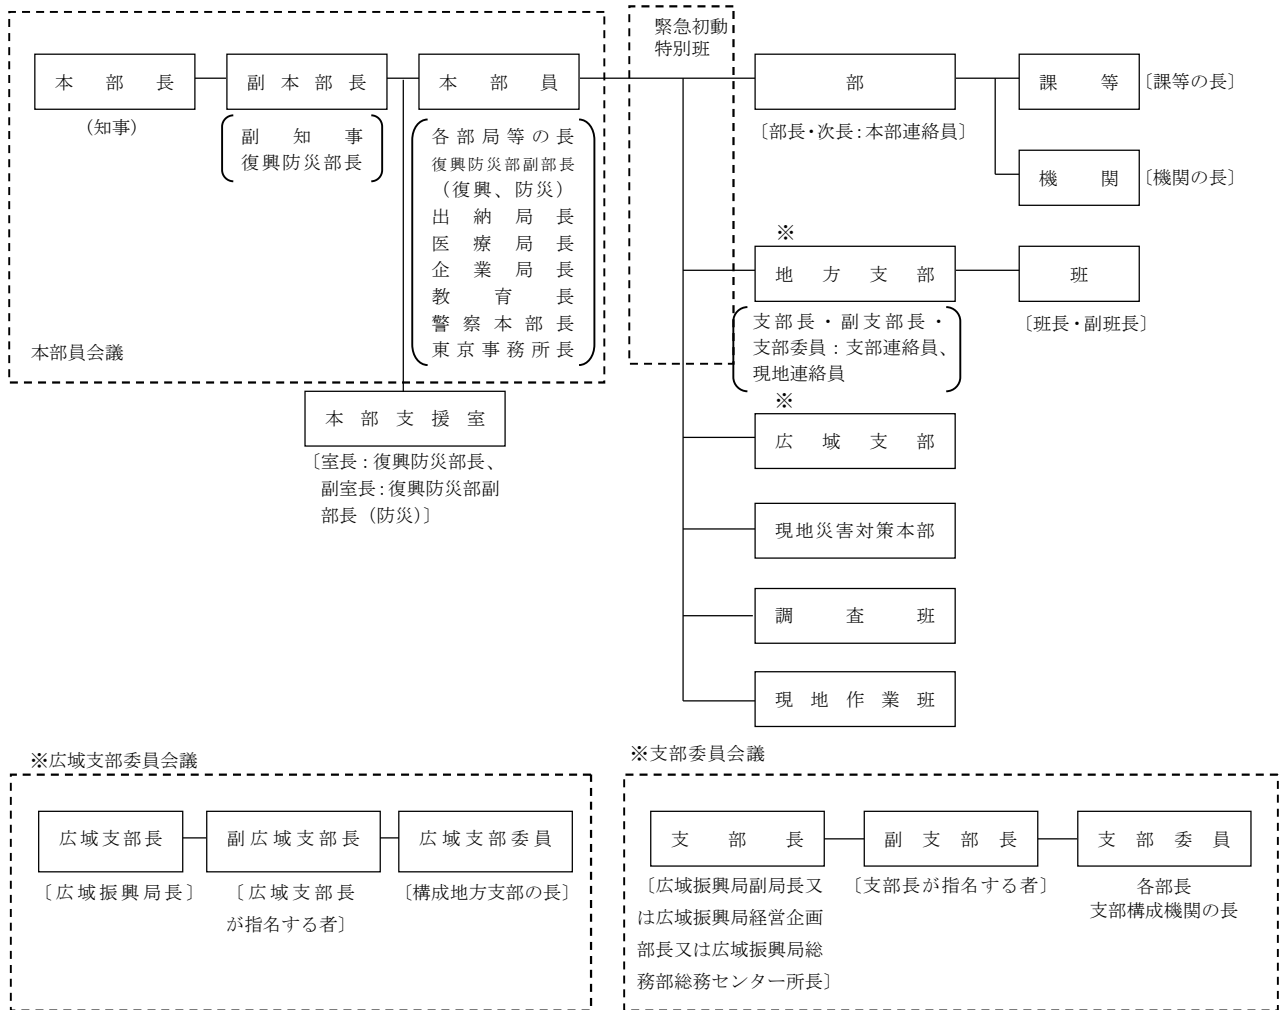 緊急初動
特別班
本部長
副本部長
本部員
部
課等
〔課等の長〕
(知事)
副知事
復興防災部長
各部局等の長
復興防災部副部長
(復興、防災)
出納局長
医療局長
企業局長
教育長
警察本部長
東京事務所長
〔部長・次長:本部連絡員〕
機関
〔機関の長〕
※
地方支部
班
支部長・副支部長・
支部委員:支部連絡員、
現地連絡員
〔班長・副班長〕
本部員会議
本部支援室
〔室長:復興防災部長、
副室長:復興防災部副
部長(防災)〕
※
広域支部
現地災害対策本部
調査班
現地作業班
※広域支部委員会議
広域支部長
副広域支部長
広域支部委員
〔広域振興局長〕
〔広域支部長
が指名する者〕
〔構成地方支部の長〕
※支部委員会議
支部長
副支部長
支部委員
〔広域振興局副局長又
は広域振興局経営企画
部長又は広域振興局総
務部総務センター所長〕
〔支部長が指名する者〕
各部長
支部構成機関の長